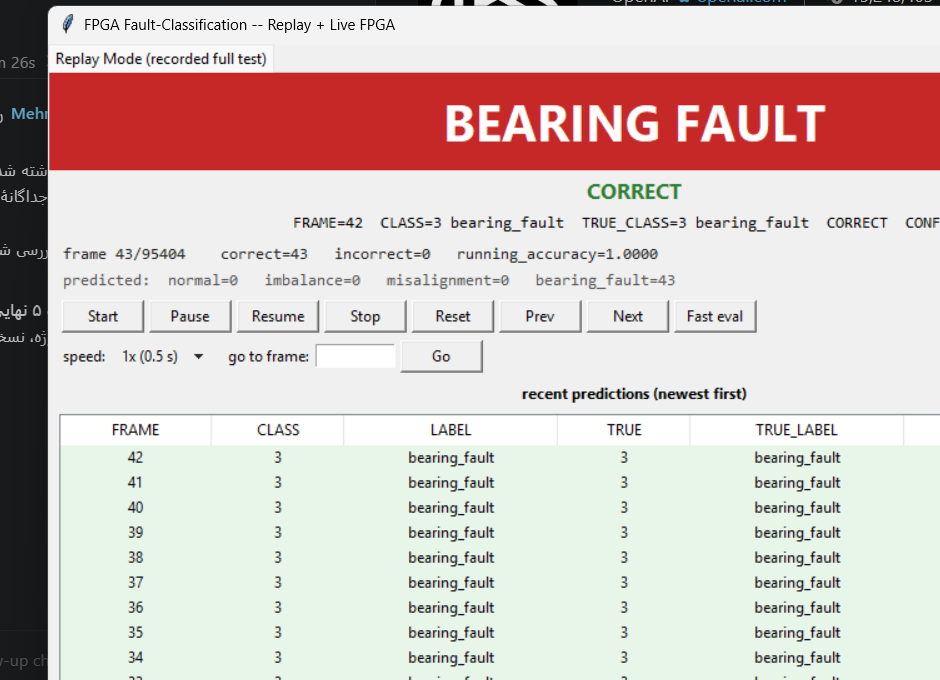 FPGA Fault-Classification -- Replay + Live FPGA
Replay Mode (recorded full test)
26s
Mehr
BEARING FAULT
CORRECT
FRAME=42 CLASS=3 bearing_fault TRUE_CLASS=3 bearing_fault CORRECT CONF
frame 43/95404 correct=43 incorrect=0 running_accuracy=1.0000
predicted: normal=0 imbalance=0 misalignment=0 bearing_fault=43
Start Pause Resume Stop Reset Prev Next Fast eval
speed: 1x (0.5 s) go to frame: Go
recent predictions (newest first)
FRAME CLASS LABEL TRUE TRUE_LABEL
42 3 bearing_fault 3 bearing_fault
41 3 bearing_fault 3 bearing_fault
40 3 bearing_fault 3 bearing_fault
39 3 bearing_fault 3 bearing_fault
38 3 bearing_fault 3 bearing_fault
37 3 bearing_fault 3 bearing_fault
36 3 bearing_fault 3 bearing_fault
35 3 bearing_fault 3 bearing_fault
34 3 bearing_fault 3 bearing_fault